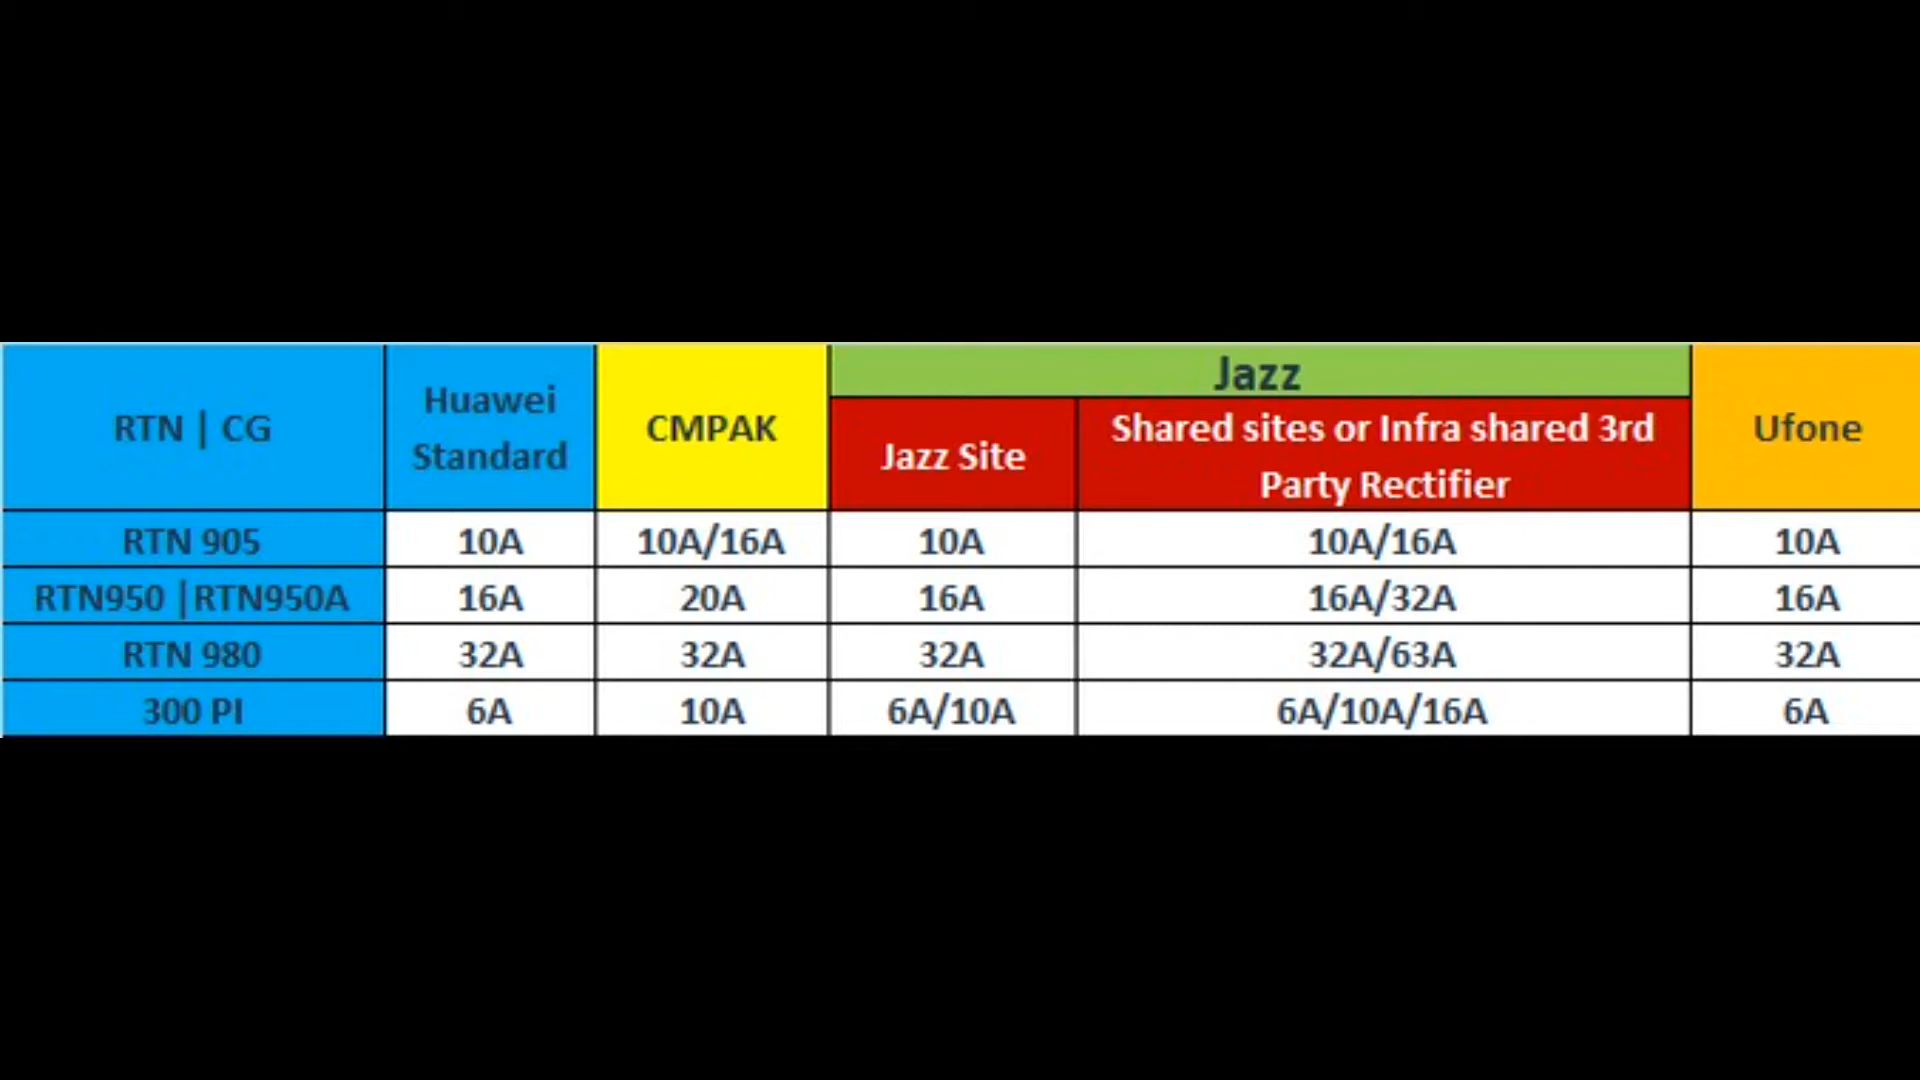 RTN | CG
Huawei
Standard
CMPAK
Jazz
Jazz Site
Shared sites or Infra shared 3rd
Party Rectifier
Ufone
RTN 905 10A 10A/16A 10A 10A/16A 10A
RTN950 |RTN950A 16A 20A 16A 16A/32A 16A
RTN 980 32A 32A 32A 32A/63A 32A
300 PI 6A 10A 6A/10A 6A/10A/16A 6A